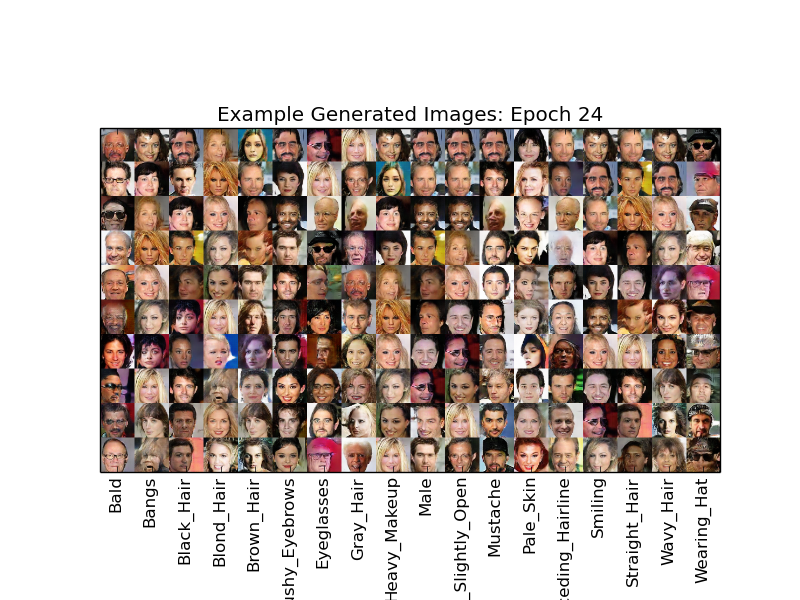 Example Generated Images: Epoch 24
Bald
Bangs
Black_Hair
Blond_Hair
Brown_Hair
ushy_Eyebrows
Eyeglasses
Gray_Hair
Heavy_Makeup
Male
_Slightly_Open
Mustache
Pale_Skin
ceding_Hairline
Smiling
Straight_Hair
Wavy_Hair
Wearing_Hat